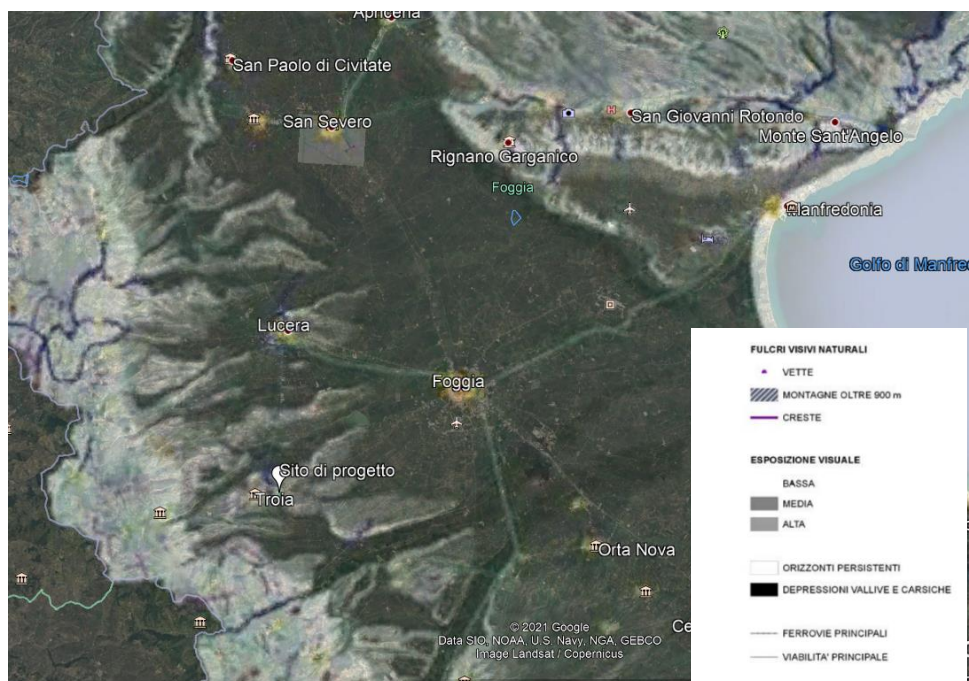 Apricena
San Paolo di Civitate
San Severo
San Giovanni Rotondo
Monte Sant'Angelo
Rignano Garganico
Foggia
Manfredonia
Golfo di Manfred
Lucera
Foggia
Sito di progetto
Troia
Orta Nova
Ce
© 2021 Google
Data SIO, NOAA, U.S. Navy, NGA, GEBCO
Image Landsat / Copernicus
FULCRI VISIVI NATURALI
VETTE
MONTAGNE OLTRE 900 m
CRESTE
ESPOSIZIONE VISUALE
BASSA
MEDIA
ALTA
ORIZZONTI PERSISTENTI
DEPRESSIONI VALLIVE E CARSICHE
FERROVIE PRINCIPALI
VIABILITA' PRINCIPALE